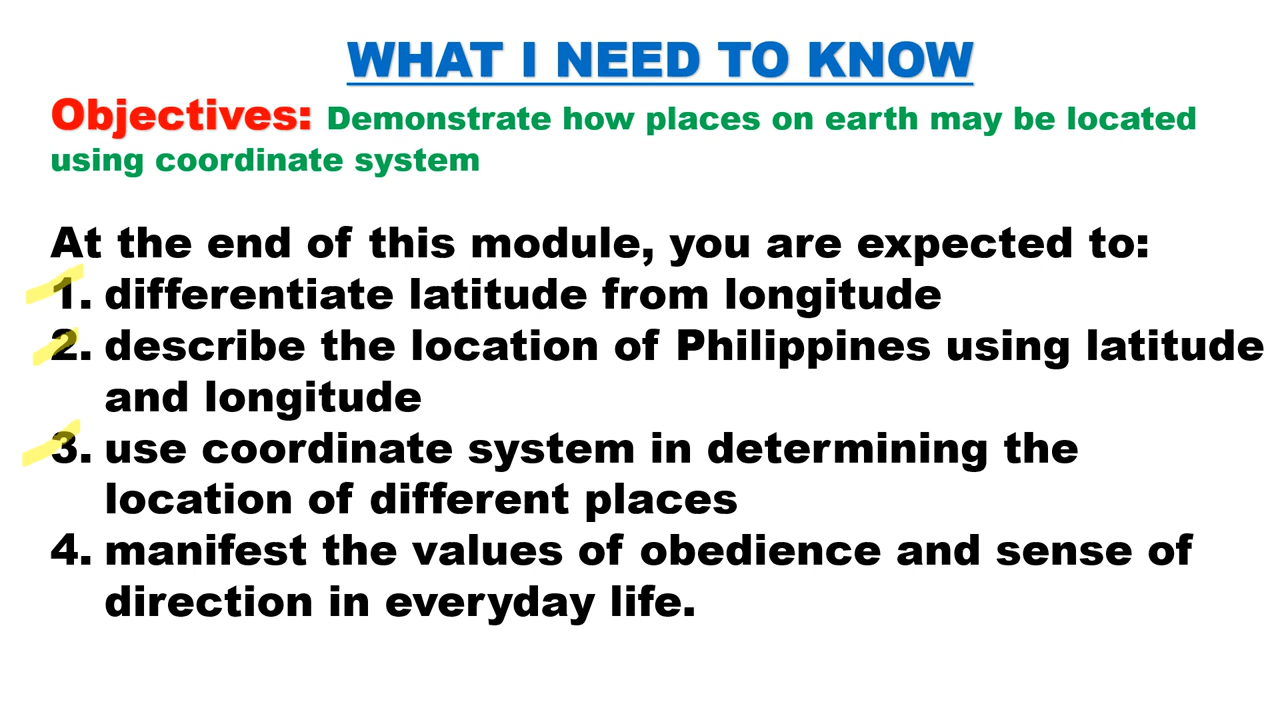 WHAT I NEED TO KNOW
Objectives: Demonstrate how places on earth may be located
using coordinate system
At the end of this module, you are expected to:
1. differentiate latitude from longitude
2. describe the location of Philippines using latitude
and longitude
3. use coordinate system in determining the
location of different places
4. manifest the values of obedience and sense of
direction in everyday life.